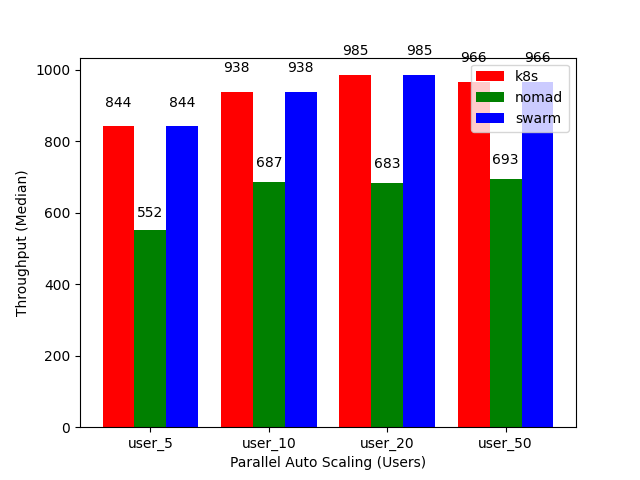 985 985
966 966
938 938
k8s
nomad
swarm
844 844
687 683 693
552
1000
800
600
400
200
0
Throughput (Median)
user_5 user_10 user_20 user_50
Parallel Auto Scaling (Users)